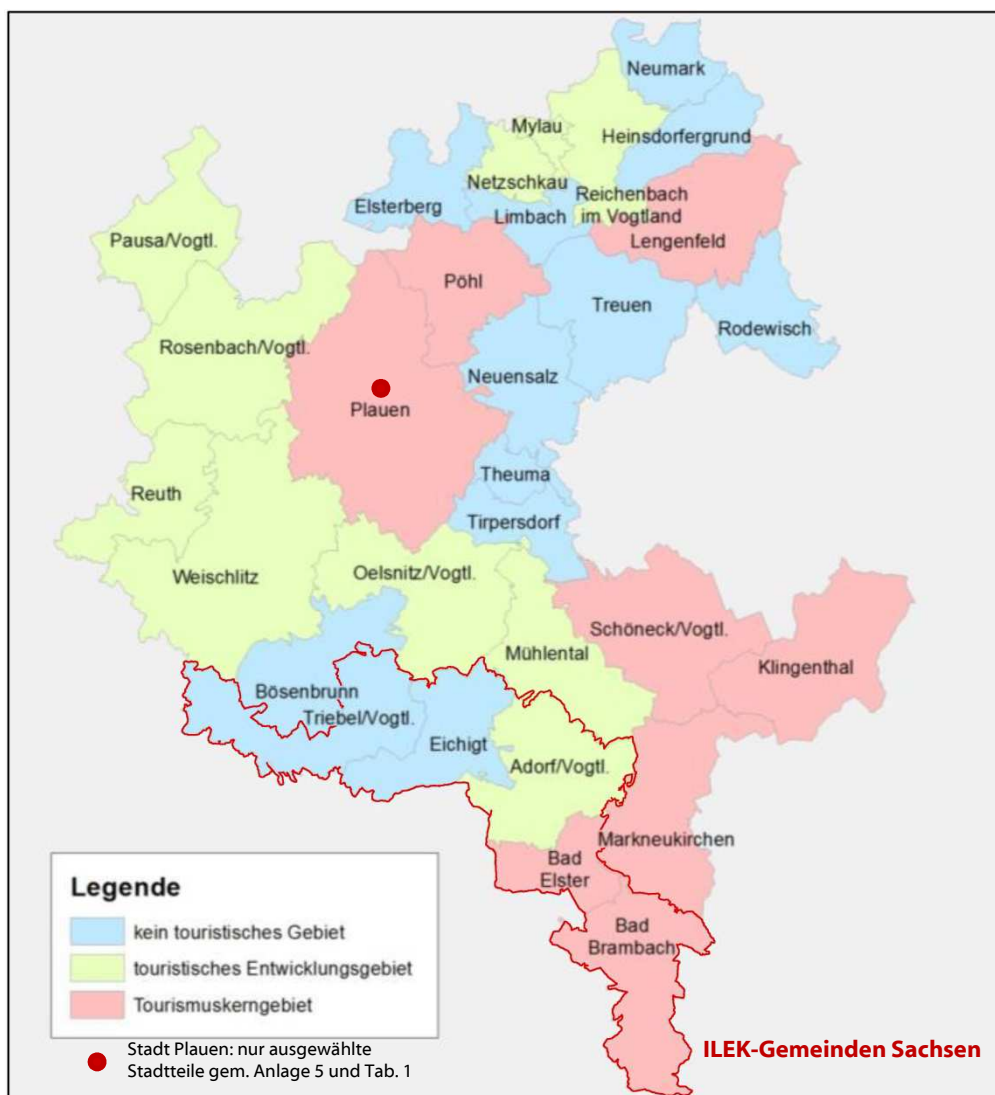 Neumark
Mylau
Heinsdorfergrund
Netzschkau
Elsterberg
Limbach
Reichenbach
im Vogtland
Lengenfeld
Pausa/Vogtl.
Pöhl
Treuen
Rodewisch
Rosenbach/Vogtl.
Neuensalz
Plauen
Theuma
Reuth
Tirpersdorf
Weischlitz
Oelsnitz/Vogtl.
Schöneck/Vogtl.
Mühlental
Klingenthal
Bösenbrunn
Triebel/Vogtl.
Eichigt
Adorf/Vogtl.
Markneukirchen
Bad
Elster
Bad
Brambach
Legende
kein touristisches Gebiet
touristisches Entwicklungsgebiet
Tourismuskerngebiet
Stadt Plauen: nur ausgewählte
Stadtteile gem. Anlage 5 und Tab. 1
ILEK-Gemeinden Sachsen